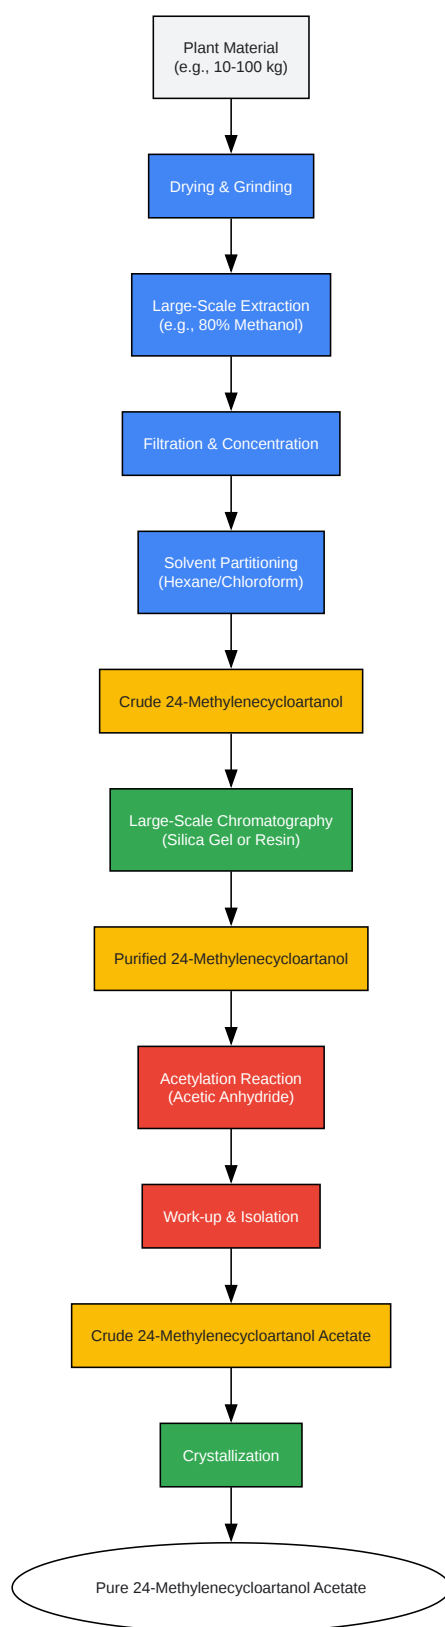 Plant Material
(e.g., 10-100 kg)
Drying & Grinding
Large-Scale Extraction
(e.g., 80% Methanol)
Filtration & Concentration
Solvent Partitioning
(Hexane/Chloroform)
Crude 24-Methylenecycloartanol
Large-Scale Chromatography
(Silica Gel or Resin)
Purified 24-Methylenecycloartanol
Acetylation Reaction
(Acetic Anhydride)
Work-up & Isolation
Crude 24-Methylenecycloartanol Acetate
Crystallization
Pure 24-Methylenecycloartanol Acetate